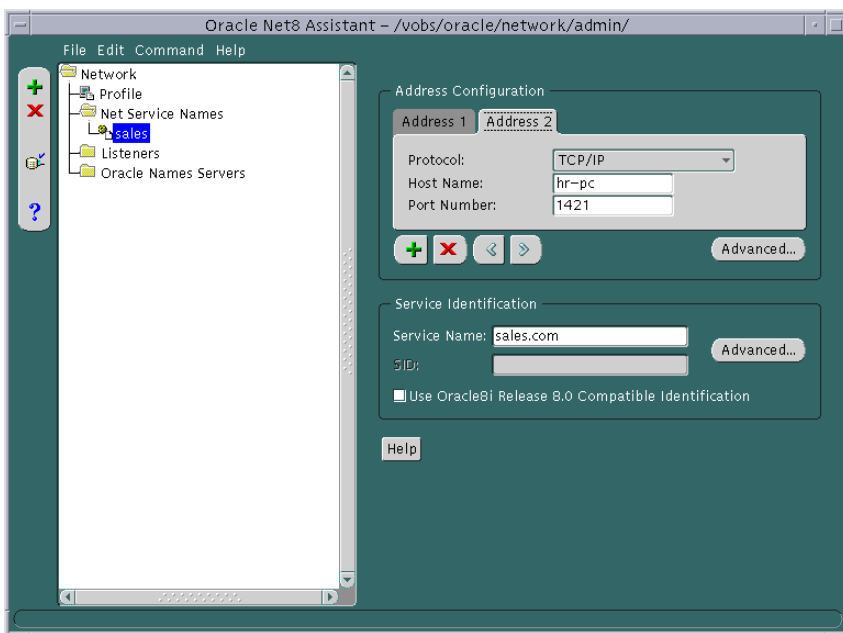 Oracle Net8 Assistant – /vobs/oracle/network/admin/
File Edit Command Help
Network
Profile
Net Service Names
sales
Listeners
Oracle Names Servers
?
Address Configuration
Address 1 Address 2
Protocol: TCP/IP
Host Name: hr-pc
Port Number: 1421
Advanced...
Service Identification
Service Name: sales.com
Advanced...
SID:
Use Oracle8i Release 8.0 Compatible Identification
Help